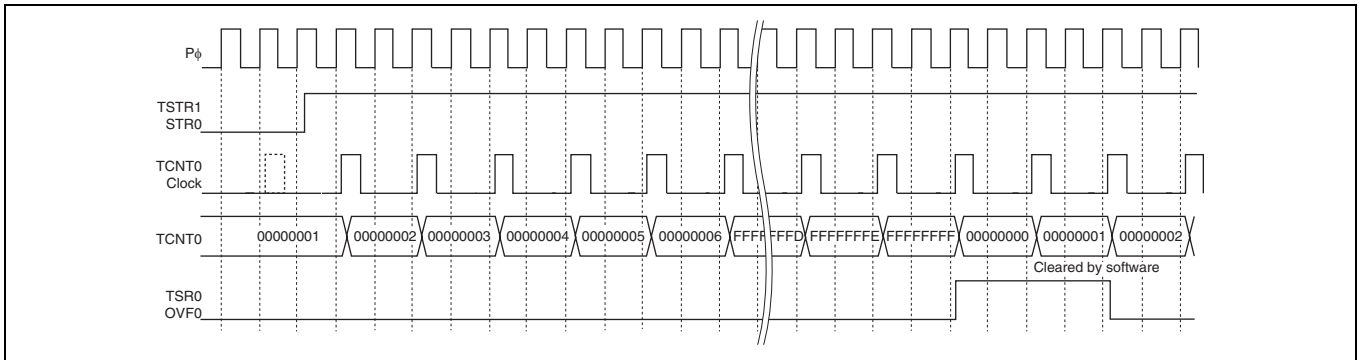 Pϕ
TSTR1
STR0
TCNT0
Clock
TCNT0
00000001 00000002 00000003 00000004 00000005 00000006 FFFFFFFD FFFFFFFE FFFFFFFF 00000000 00000001 00000002
Cleared by software
TSR0
OVF0